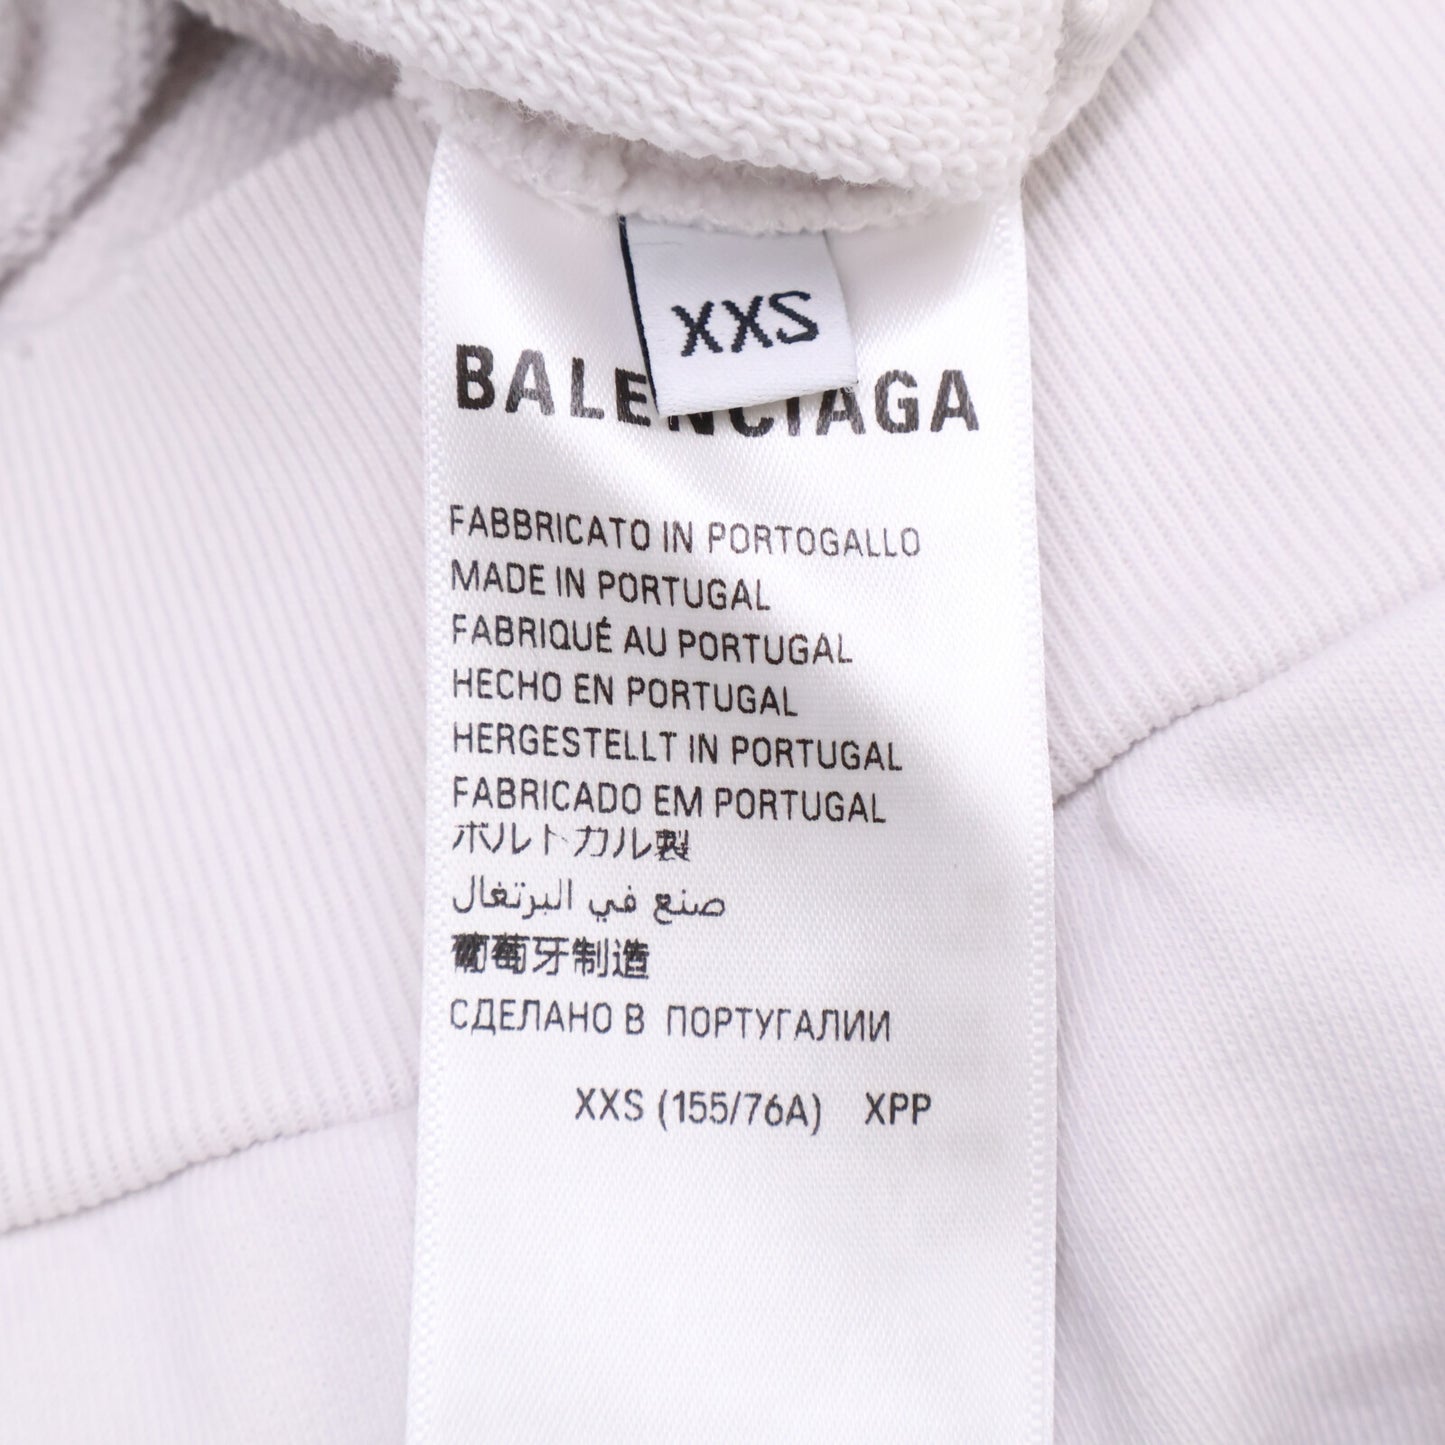 XXS
BALENCIAGA
FABBRICATO IN PORTOGALLO
MADE IN PORTUGAL
FABRIQUÉ AU PORTUGAL
HECHO EN PORTUGAL
HERGESTELLT IN PORTUGAL
FABRICADO EM PORTUGAL
ポルトガル製
صنع في البرتغال
葡萄牙制造
СДЕЛАНО В ПОРТУГАЛИИ
XXS (155/76A) XPP